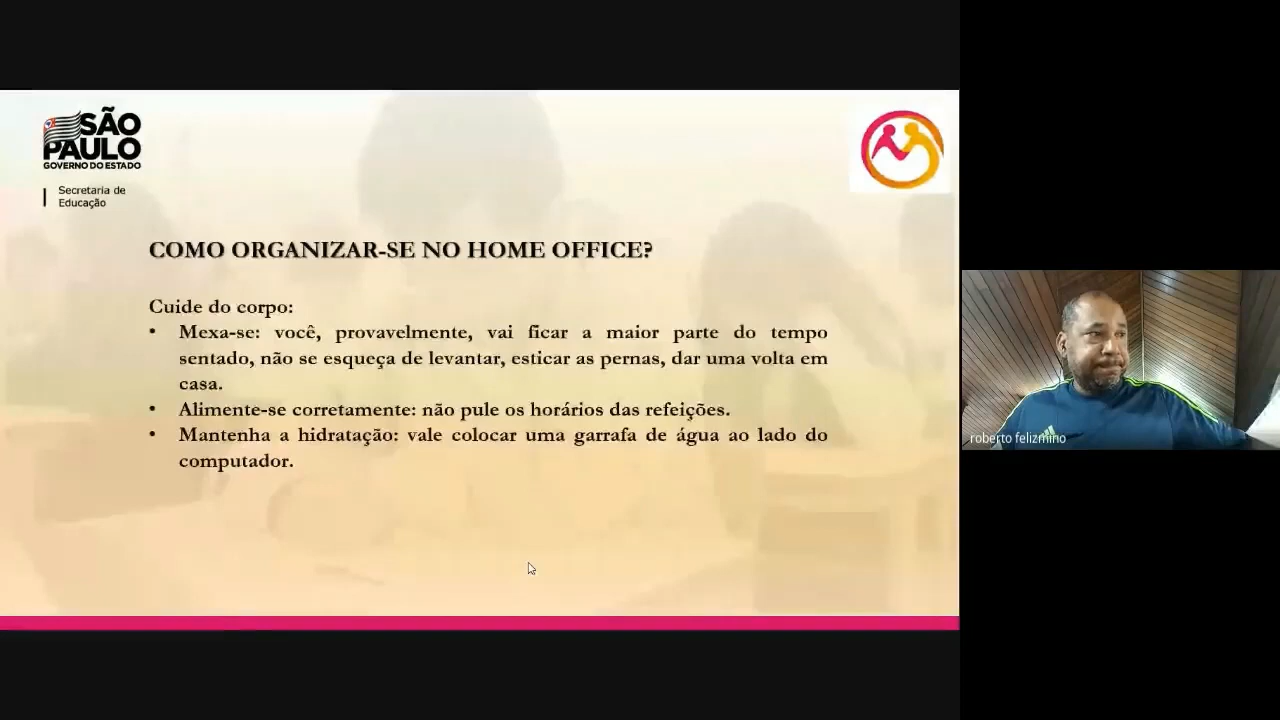 SÃO
PAULO
GOVERNO DO ESTADO
Secretaria de
Educação
COMO ORGANIZAR-SE NO HOME OFFICE?
Cuide do corpo:
• Mexa-se: você, provavelmente, vai ficar a maior parte do tempo
sentado, não se esqueça de levantar, esticar as pernas, dar uma volta em
casa.
• Alimente-se corretamente: não pule os horários das refeições.
• Mantenha a hidratação: vale colocar uma garrafa de água ao lado do
computador.
roberto felizmino